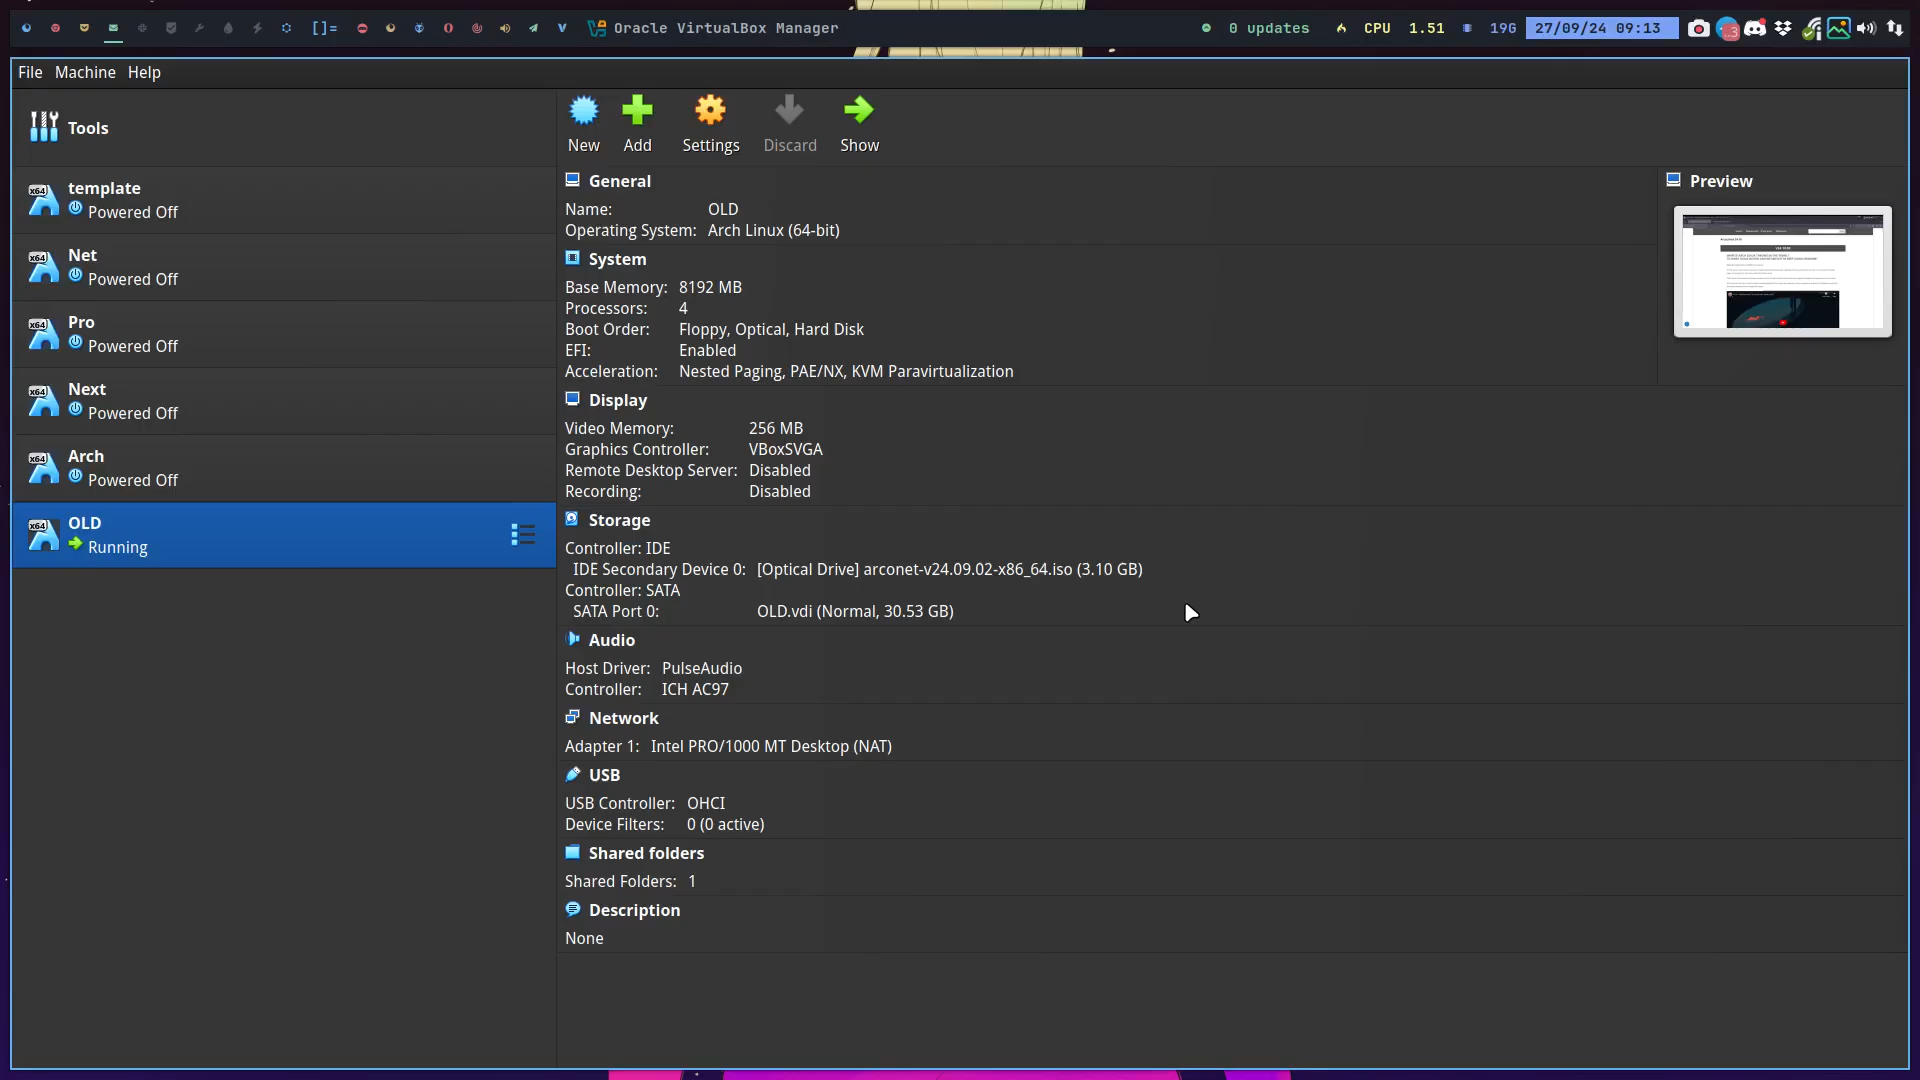 []= Oracle VirtualBox Manager 0 updates CPU 1.51 19G 27/09/24 09:13
File Machine Help
Tools
x64 template
Powered Off
x64 Net
Powered Off
x64 Pro
Powered Off
x64 Next
Powered Off
x64 Arch
Powered Off
x64 OLD
Running
New Add Settings Discard Show
General
Name: OLD
Operating System: Arch Linux (64-bit)
System
Base Memory: 8192 MB
Processors: 4
Boot Order: Floppy, Optical, Hard Disk
EFI: Enabled
Acceleration: Nested Paging, PAE/NX, KVM Paravirtualization
Display
Video Memory: 256 MB
Graphics Controller: VBoxSVGA
Remote Desktop Server: Disabled
Recording: Disabled
Storage
Controller: IDE
IDE Secondary Device 0: [Optical Drive] arconet-v24.09.02-x86_64.iso (3.10 GB)
Controller: SATA
SATA Port 0: OLD.vdi (Normal, 30.53 GB)
Audio
Host Driver: PulseAudio
Controller: ICH AC97
Network
Adapter 1: Intel PRO/1000 MT Desktop (NAT)
USB
USB Controller: OHCI
Device Filters: 0 (0 active)
Shared folders
Shared Folders: 1
Description
None
Preview